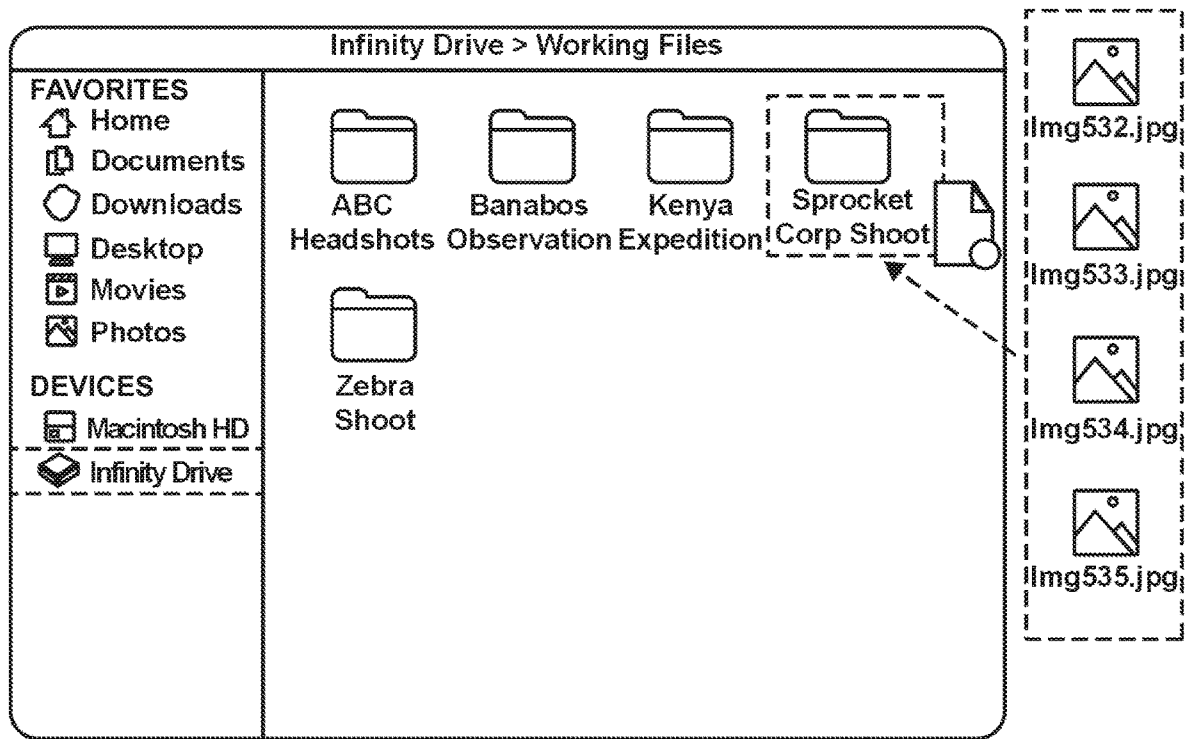 Infinity Drive > Working Files
FAVORITES
Home
Documents
Downloads
Desktop
Movies
Photos
DEVICES
Macintosh HD
Infinity Drive
ABC
Headshots
Banabos
Observation
Kenya
Expedition
Sprocket
Corp Shoot
Zebra
Shoot
Img532.jpg
Img533.jpg
Img534.jpg
Img535.jpg